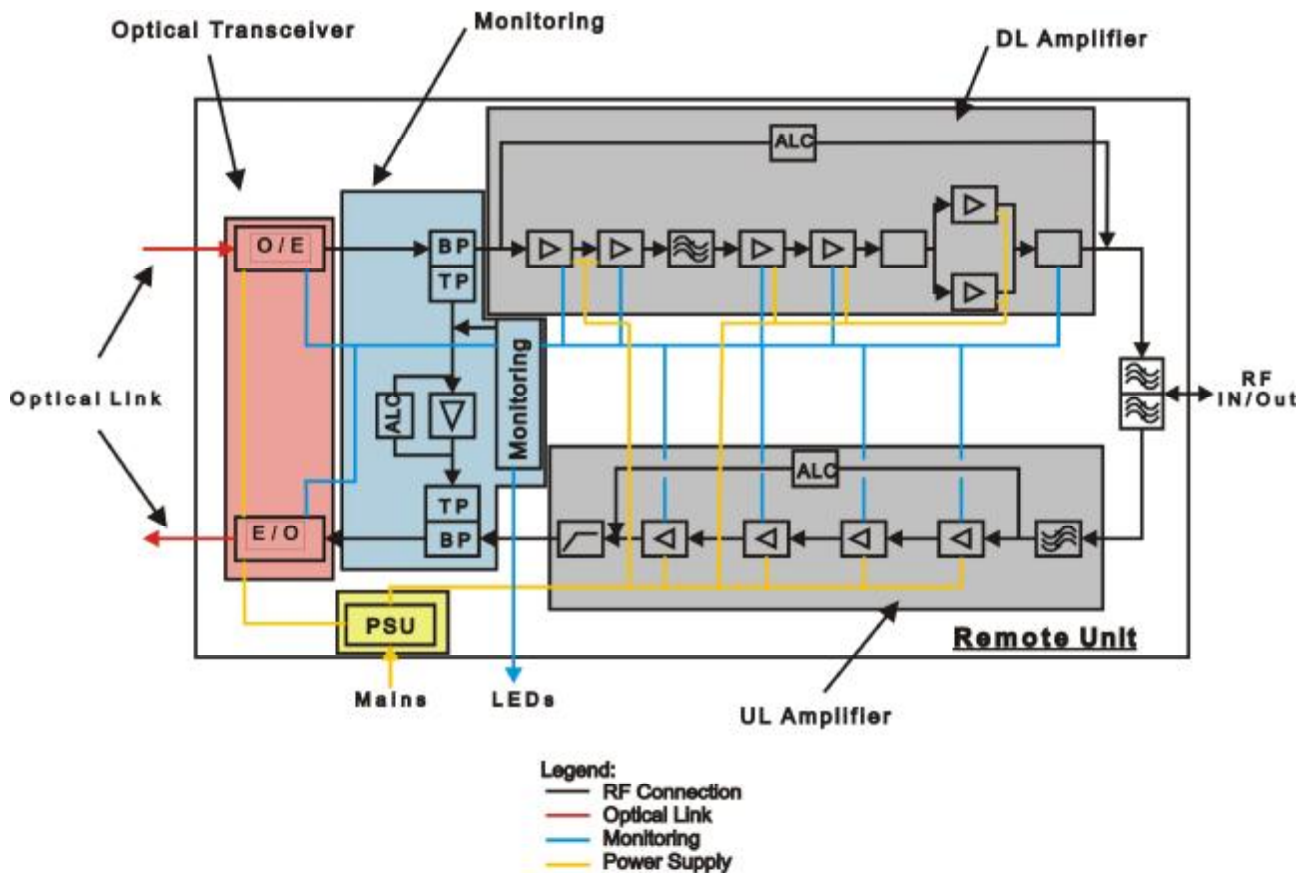 Optical Transceiver
Monitoring
DL Amplifier
ALC
O / E
BP
TP
Monitoring
ALC
Optical Link
RF
IN/Out
TP
BP
E / O
ALC
PSU
Remote Unit
Mains
LEDs
UL Amplifier
Legend:
RF Connection
Optical Link
Monitoring
Power Supply